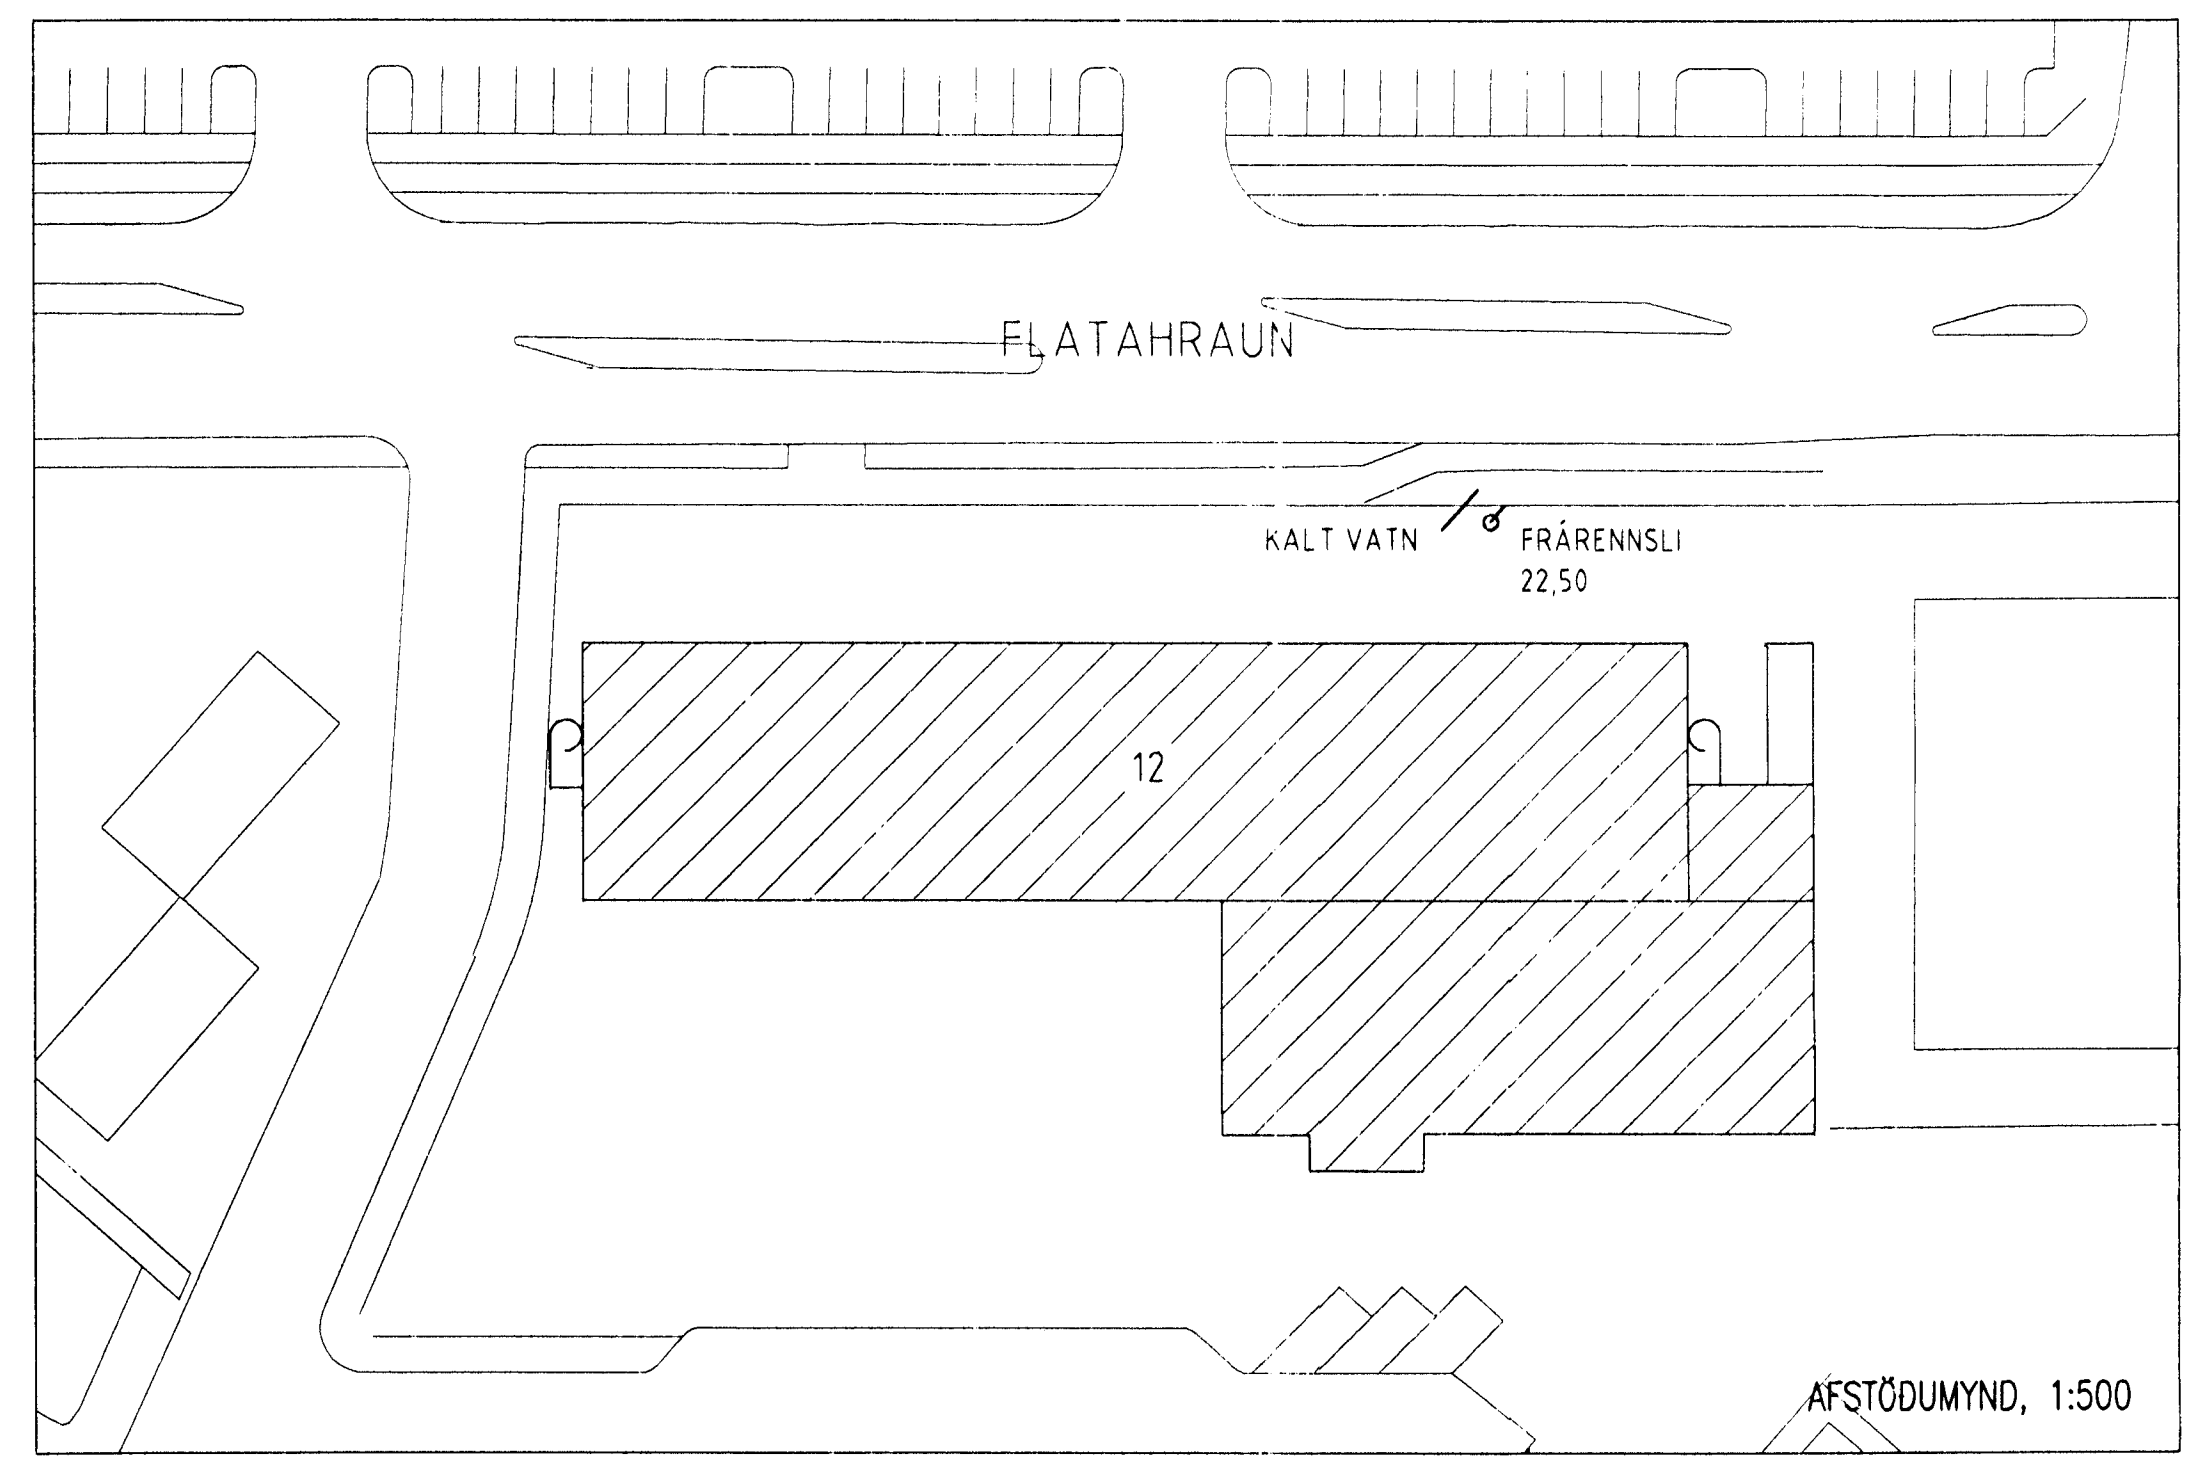 FLATAHRAUN
KALT VATN
FRÁRENNSLI
22,50
12
AFSTÖÐUMYND, 1:500